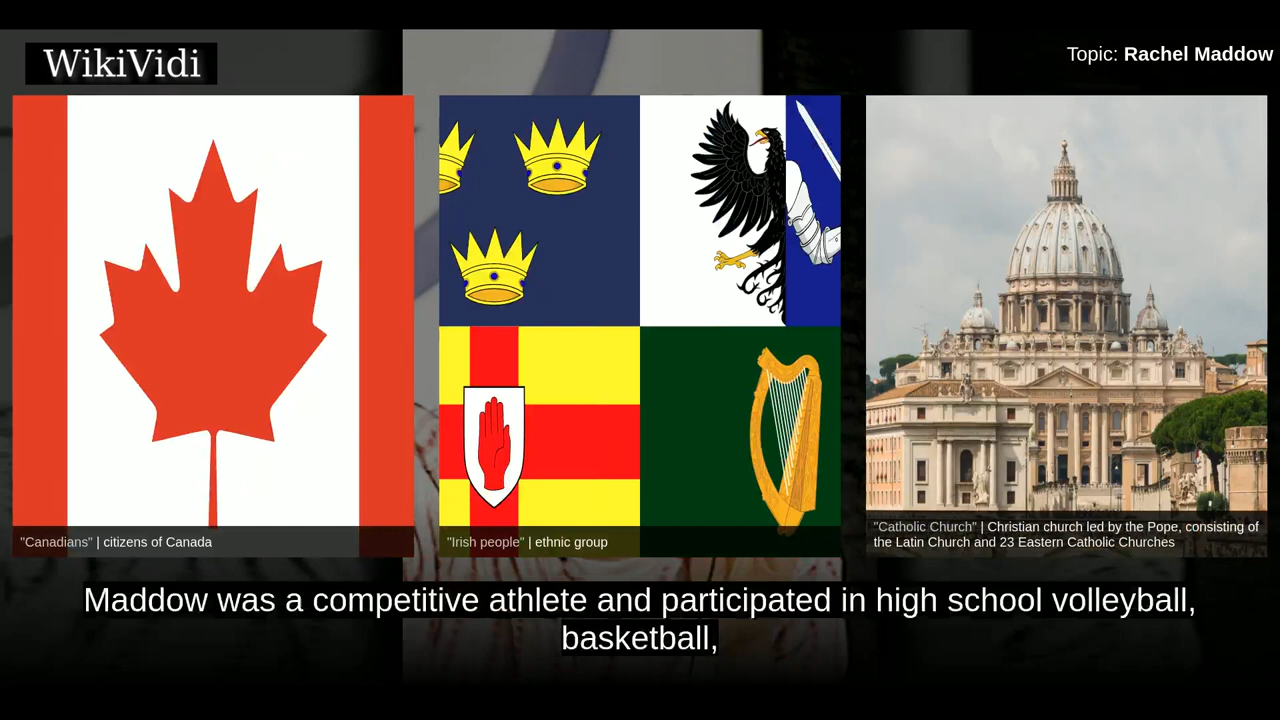 WikiVidi
Topic: Rachel Maddow
"Canadians" | citizens of Canada
"Irish people" | ethnic group
"Catholic Church" | Christian church led by the Pope, consisting of
the Latin Church and 23 Eastern Catholic Churches
Maddow was a competitive athlete and participated in high school volleyball,
basketball,